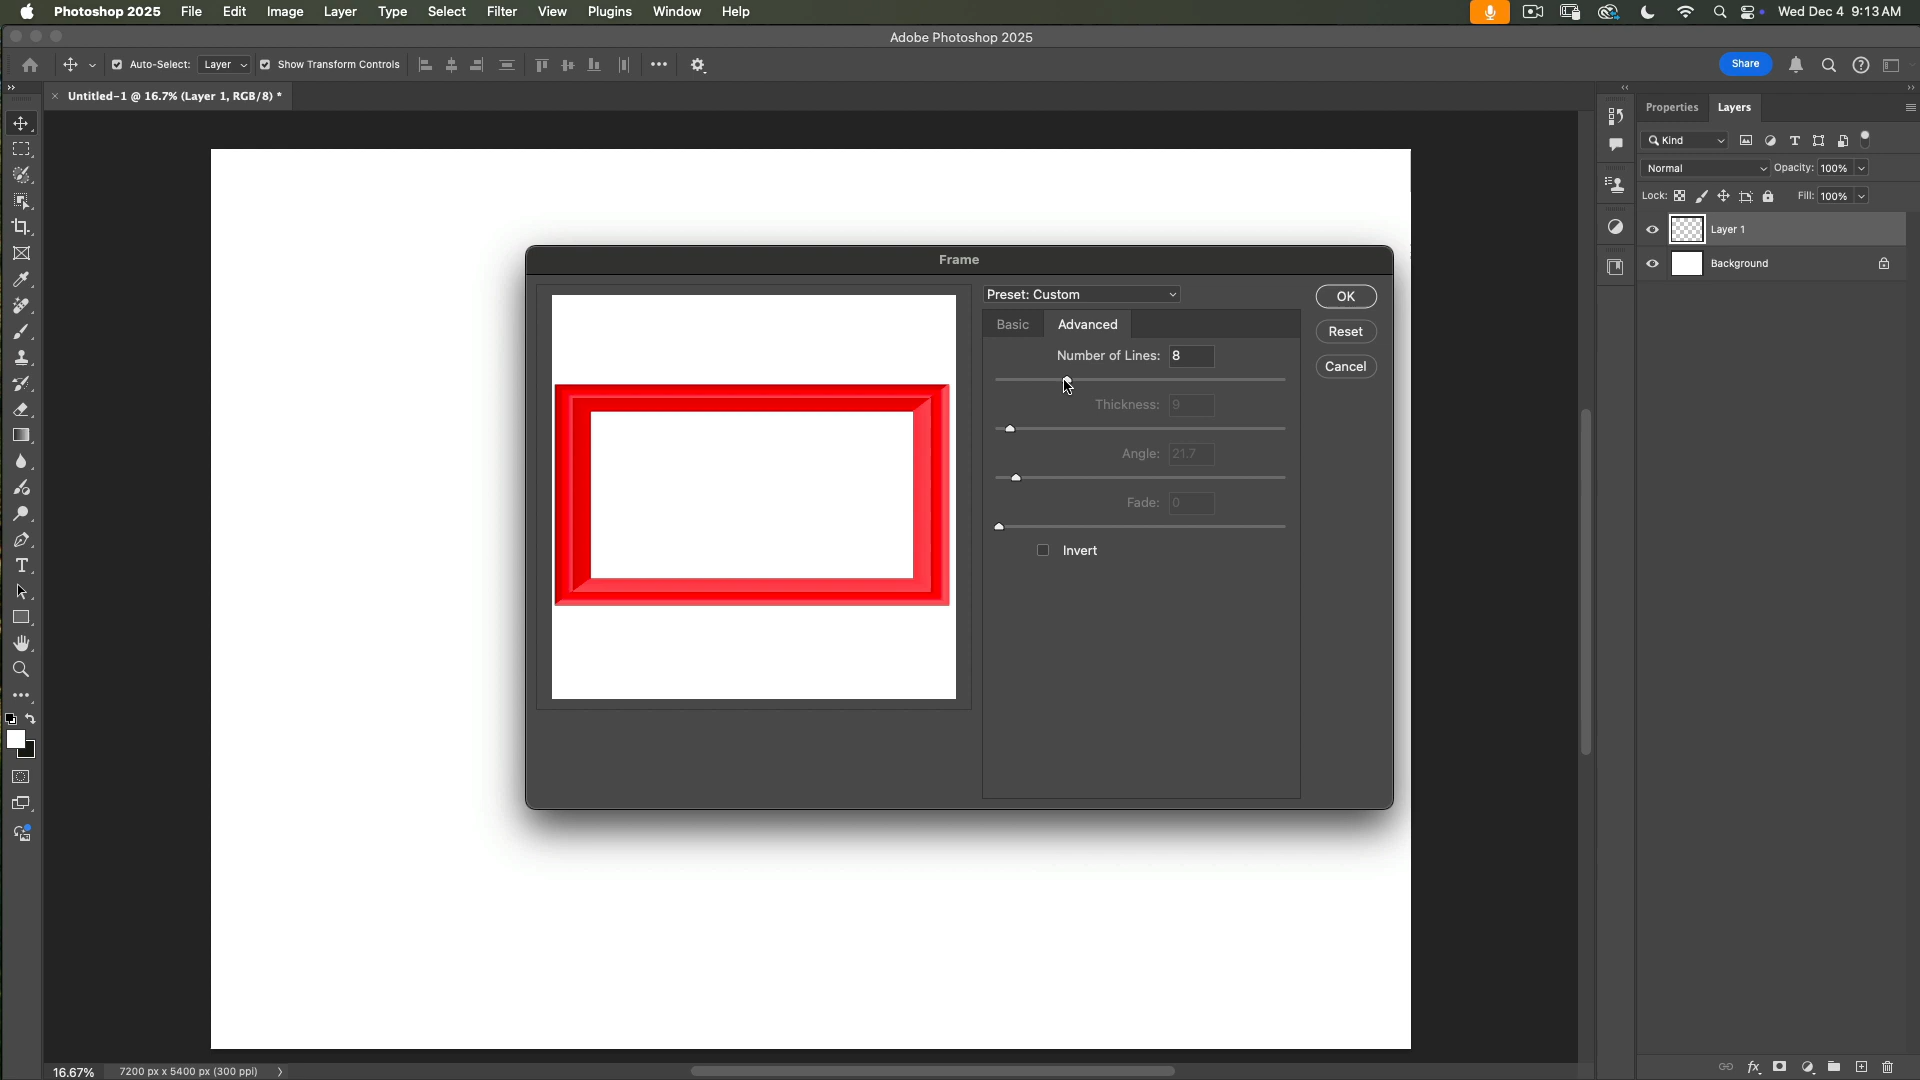 Photoshop 2025 File Edit Image Layer Type Select Filter View Plugins Window Help Wed Dec 4 9:13 AM
Adobe Photoshop 2025
Auto-Select: Layer Show Transform Controls Share
Untitled-1 @ 16.7% (Layer 1, RGB/8) *
Properties Layers
Kind
Normal Opacity: 100%
Lock: Fill: 100%
Layer 1
Background
Frame
Preset: Custom
OK
Basic Advanced
Reset
Number of Lines: 8
Cancel
Thickness: 9
Angle: 21.7
Fade: 0
Invert
16.67% 7200 px x 5400 px (300 ppi)